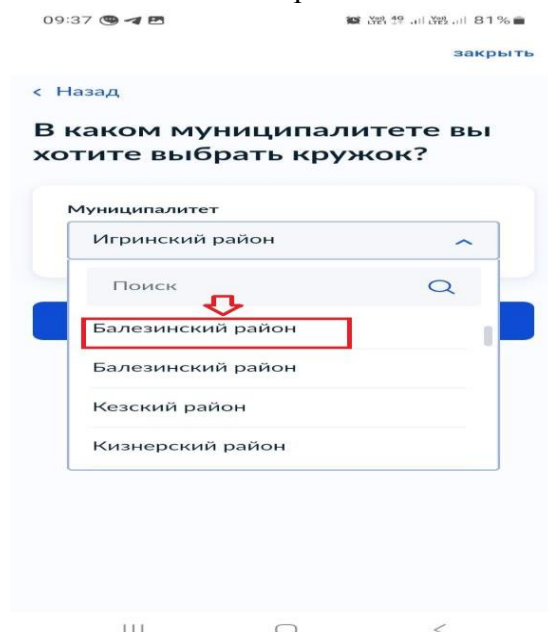 09:37
81%
закрыть
< Назад
В каком муниципалитете вы
хотите выбрать кружок?
Муниципалитет
Игринский район
Поиск
Балезинский район
Балезинский район
Кезский район
Кизнерский район